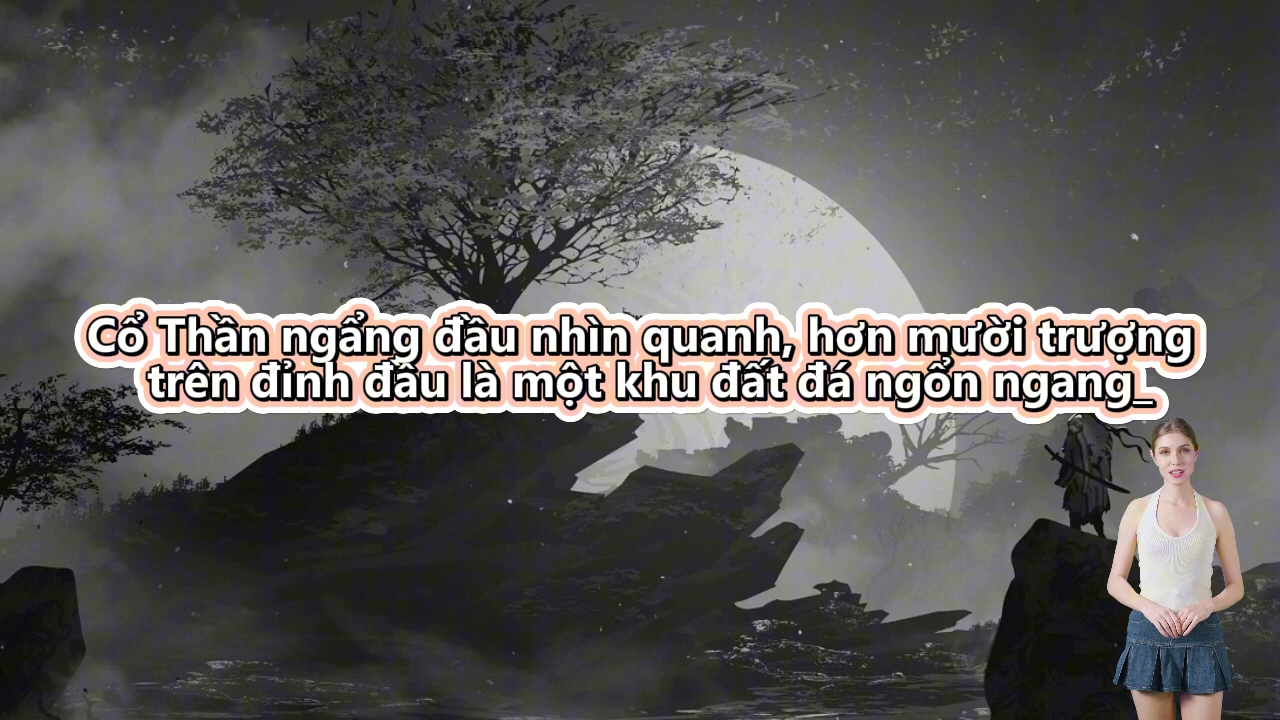 Cổ Thần ngẩng đầu nhìn quanh, hơn mười trượng
trên đỉnh đầu là một khu đất đá ngổn ngang_